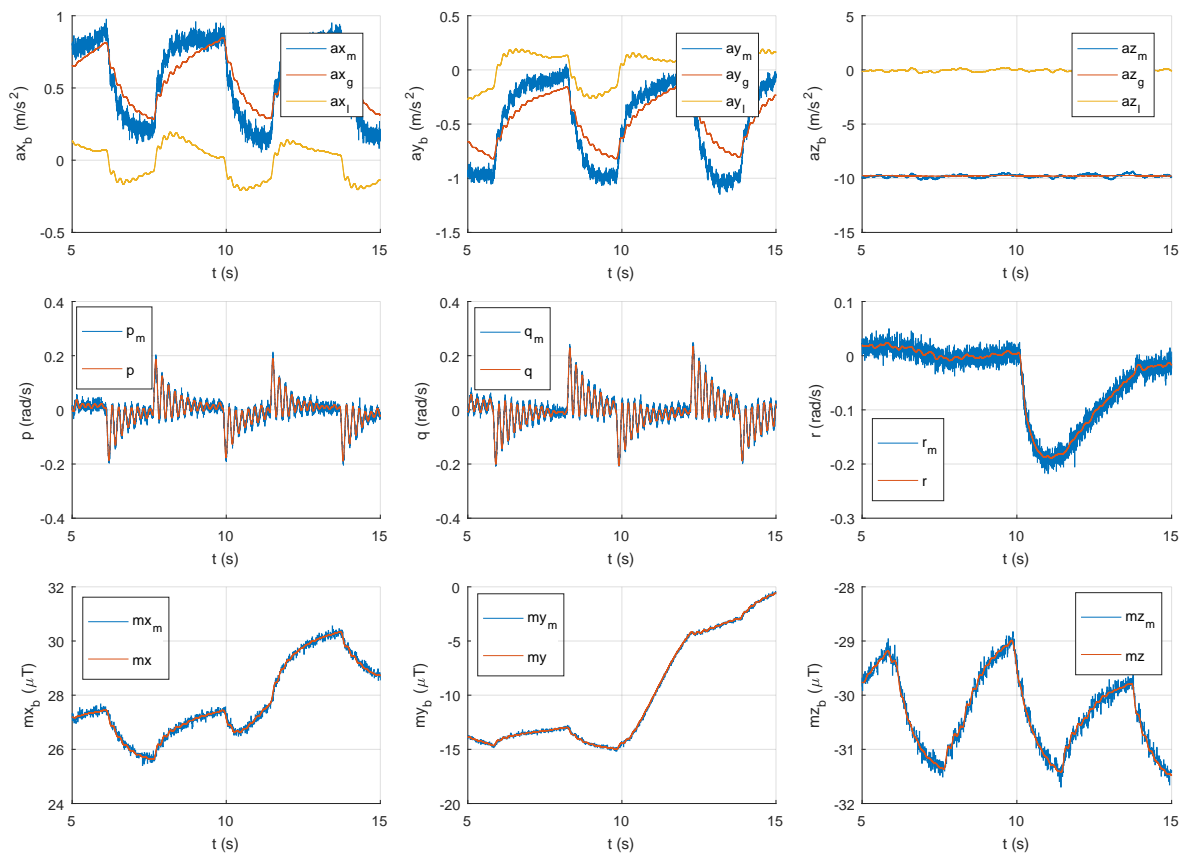 1
0.5
0
-0.5
ax_b (m/s^2)
5 10 15
t (s)
ax_m
ax_g
ax_l
0.5
0
-0.5
-1
-1.5
ay_b (m/s^2)
5 10 15
t (s)
ay_m
ay_g
ay_l
5
0
-5
-10
-15
az_b (m/s^2)
5 10 15
t (s)
az_m
az_g
az_l
0.4
0.2
0
-0.2
-0.4
p (rad/s)
5 10 15
t (s)
p_m
p
0.4
0.2
0
-0.2
-0.4
q (rad/s)
5 10 15
t (s)
q_m
q
0.1
0
-0.1
-0.2
-0.3
r (rad/s)
5 10 15
t (s)
r_m
r
32
30
28
26
24
mx_b (μT)
5 10 15
t (s)
mx_m
mx
0
-5
-10
-15
-20
my_b (μT)
5 10 15
t (s)
my_m
my
-28
-29
-30
-31
-32
mz_b (μT)
5 10 15
t (s)
mz_m
mz